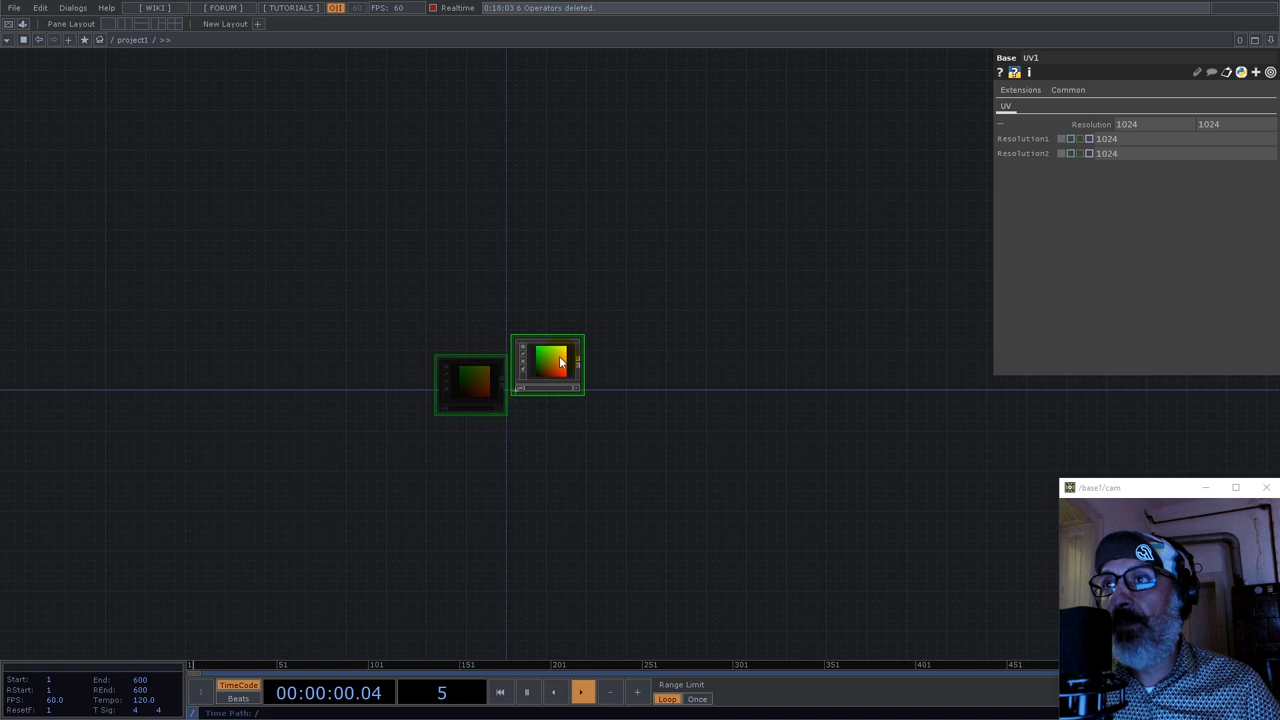 File Edit Dialogs Help [ WIKI ] [ FORUM ] [ TUTORIALS ] O|I 60 FPS: 60 Realtime 0:18:03 6 Operators deleted.
Pane Layout New Layout +
/ project1 / >> 0
Base UV1
? ? i
Extensions Common
UV
Resolution 1024 1024
Resolution1 1024
Resolution2 1024
uv1
/base1/cam
1 51 101 151 201 251 301 351 401 451
Start: 1 End: 600
RStart: 1 REnd: 600
FPS: 60.0 Tempo: 120.0
ResetF: 1 T Sig: 4 4
TimeCode
Beats
00:00:00.04 5
Range Limit
Loop Once
/ Time Path: /